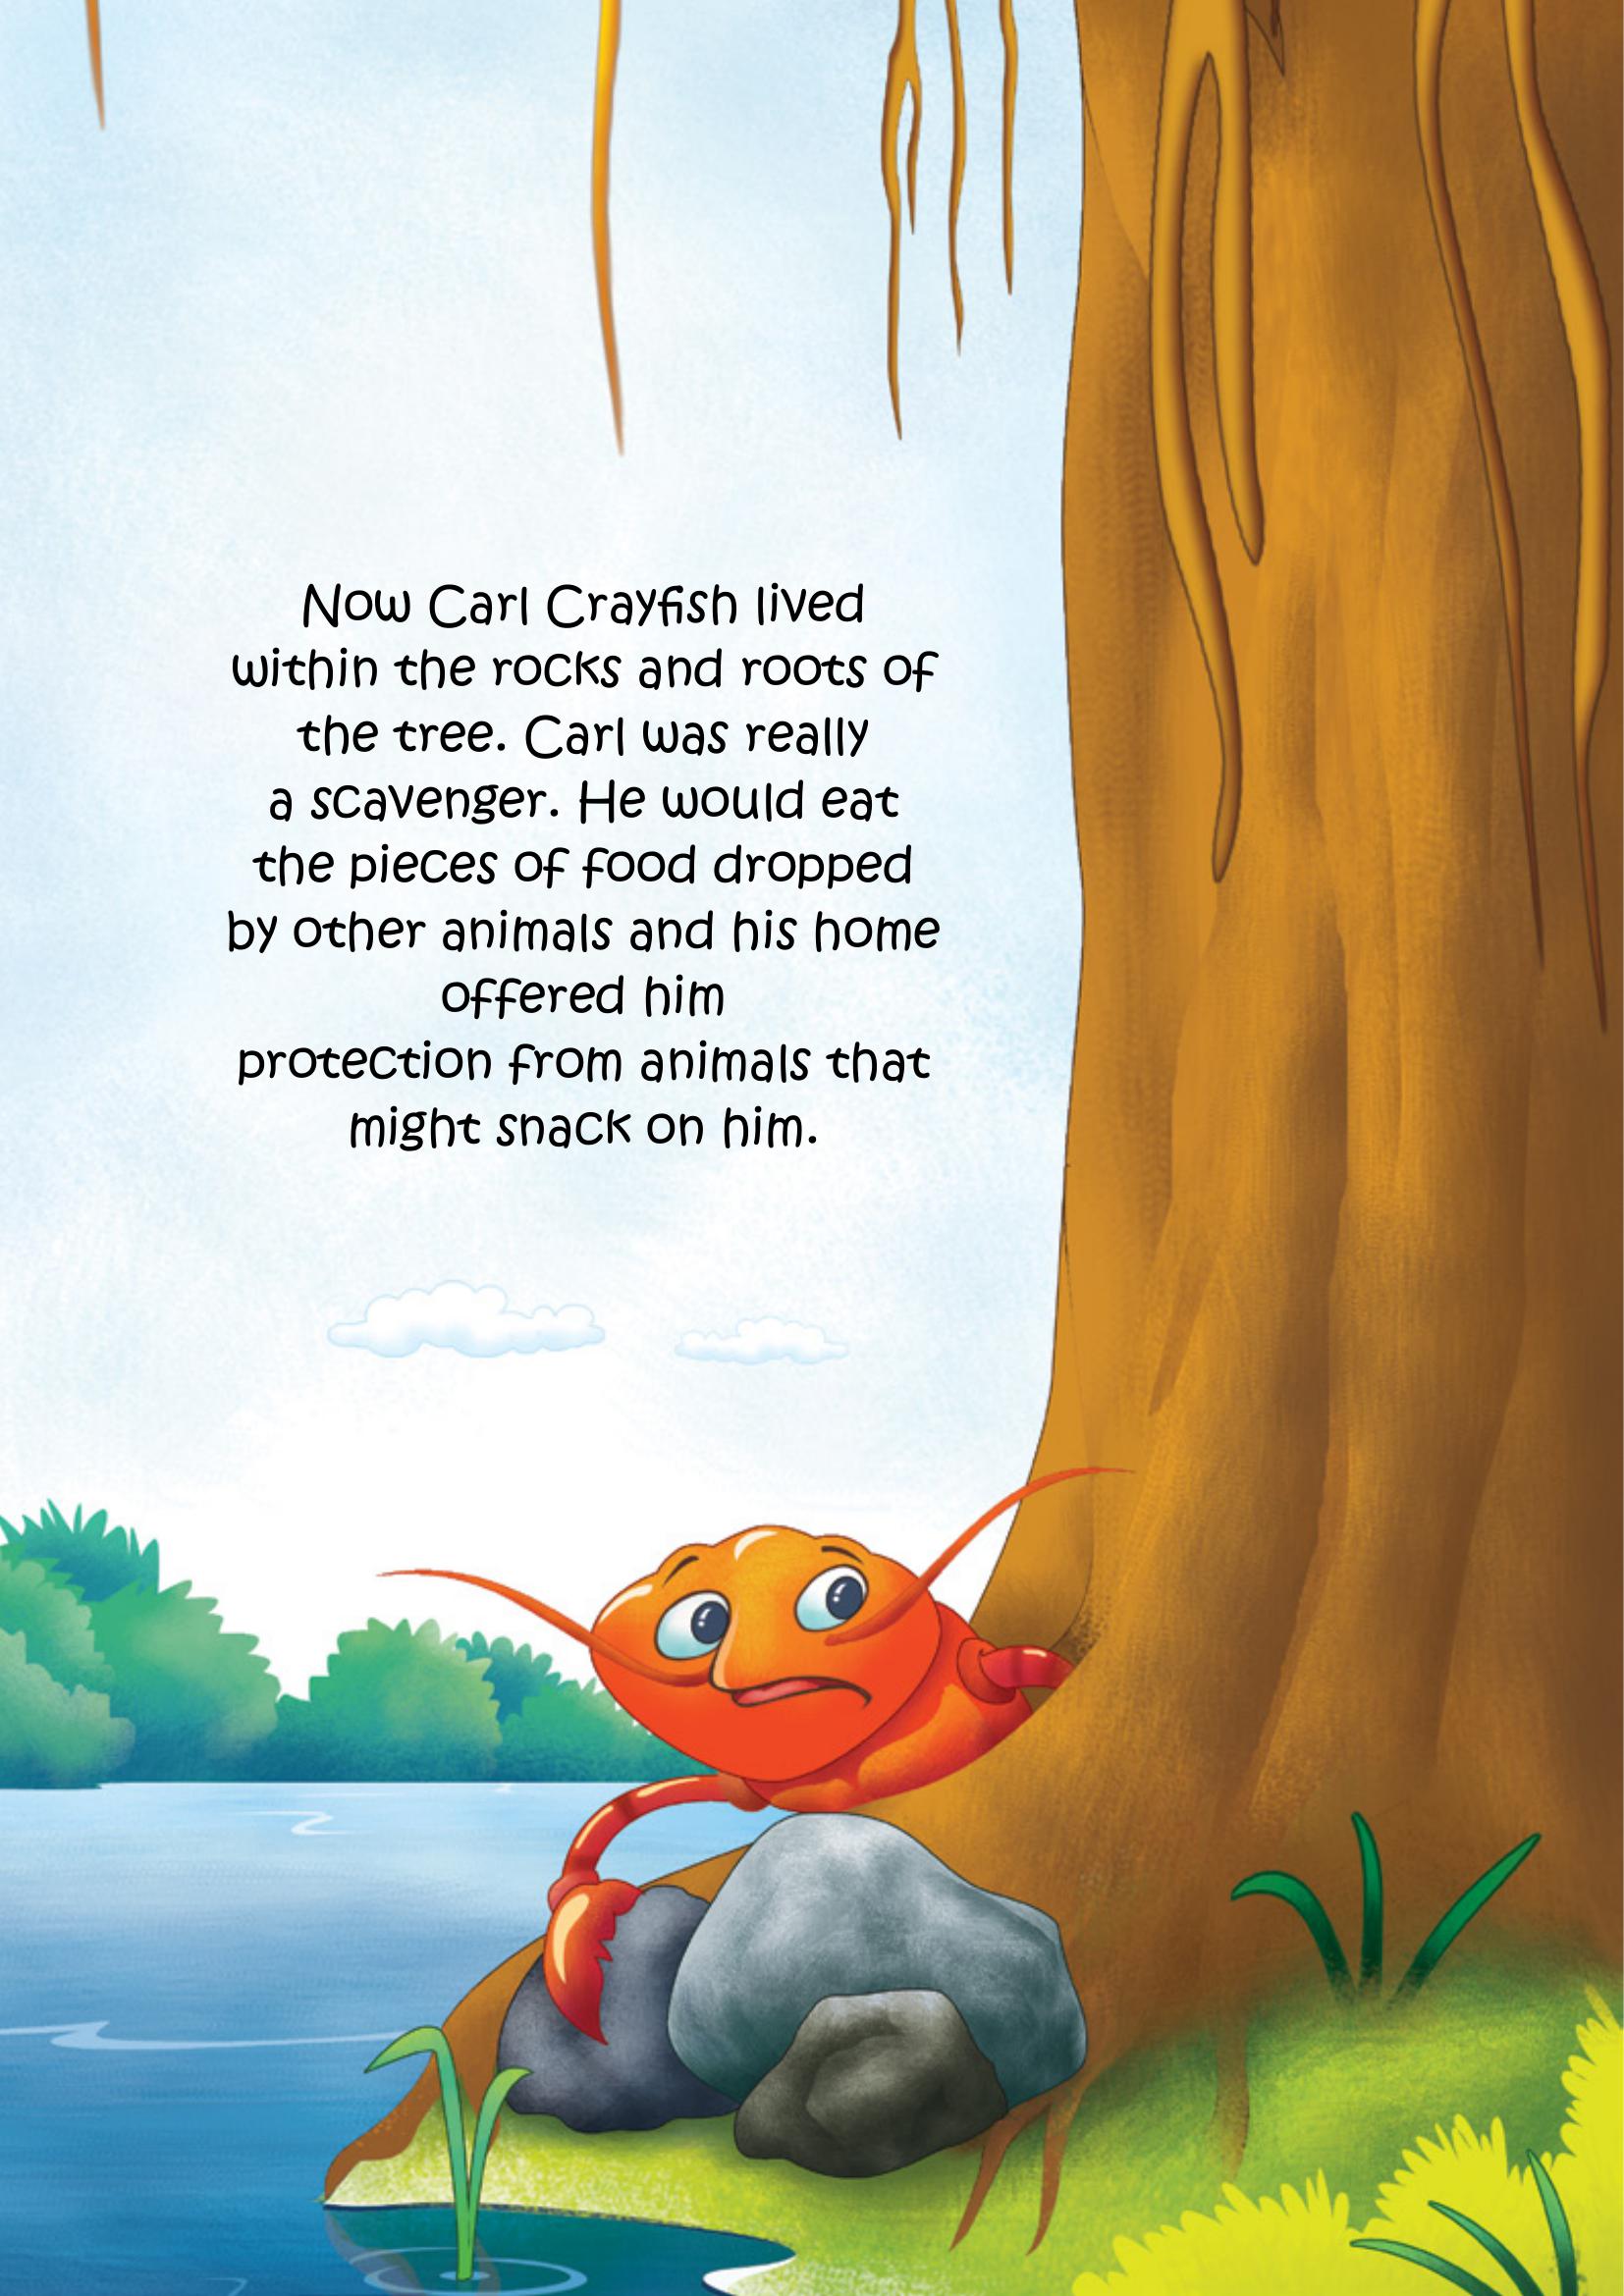 Now Carl Crayfish lived
within the rocks and roots of
the tree. Carl was really
a scavenger. He would eat
the pieces of food dropped
by other animals and his home
offered him
protection from animals that
might snack on him.